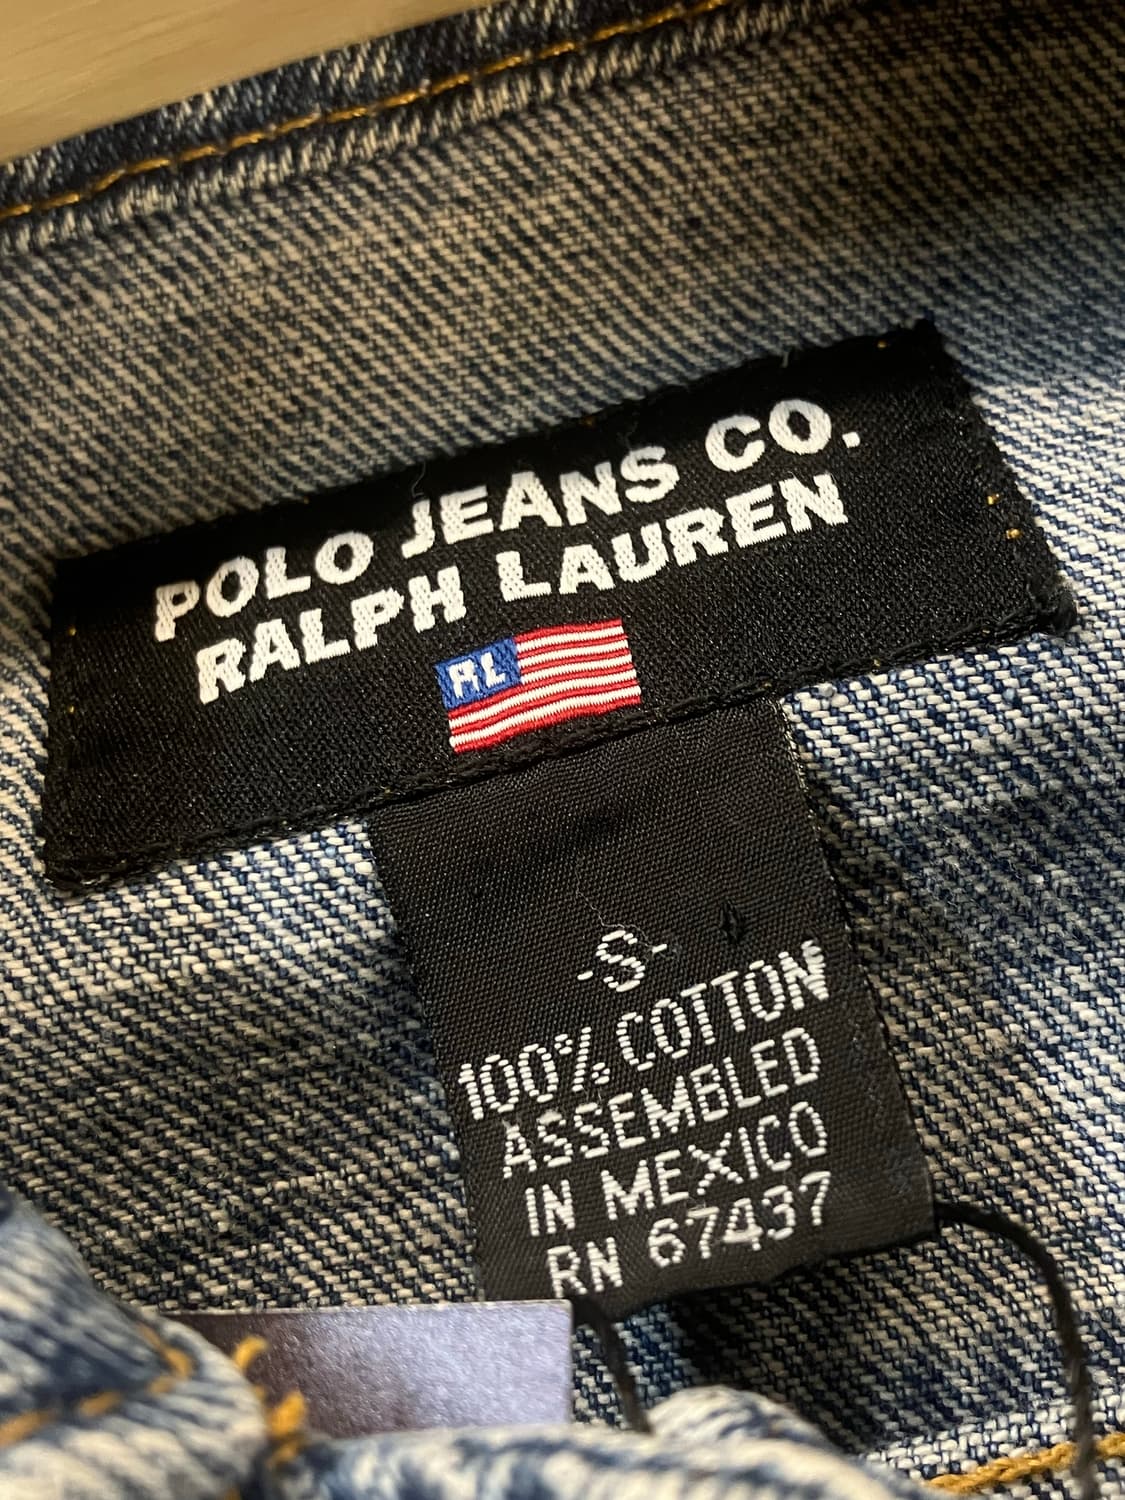 POLO JEANS CO.
RALPH LAUREN
RL
-S-
100% COTTON
ASSEMBLED
IN MEXICO
RN 67437